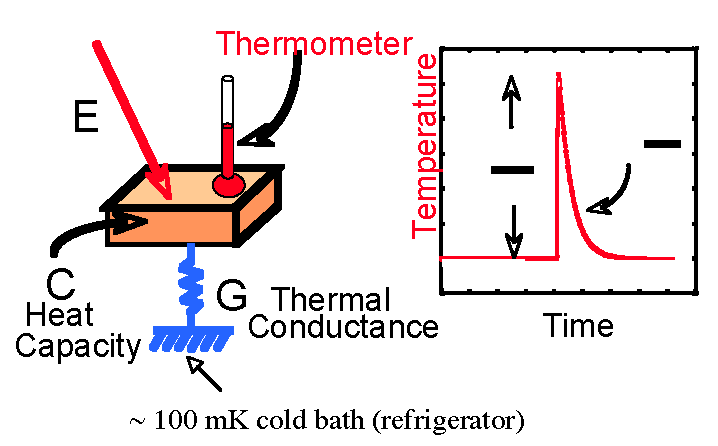 Thermometer
E
C
Heat
Capacity
G
Thermal
Conductance
~ 100 mK cold bath (refrigerator)
Temperature
Time